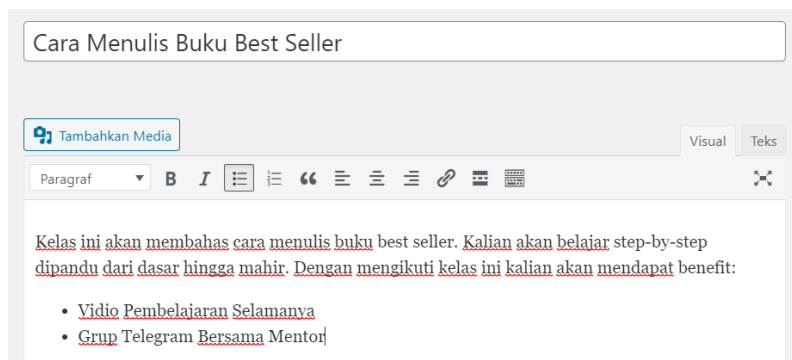 Cara Menulis Buku Best Seller
Tambahkan Media
Visual Teks
Paragraf
Kelas ini akan membahas cara menulis buku best seller. Kalian akan belajar step-by-step
dipandu dari dasar hingga mahir. Dengan mengikuti kelas ini kalian akan mendapat benefit:
Vidio Pembelajaran Selamanya
Grup Telegram Bersama Mentor